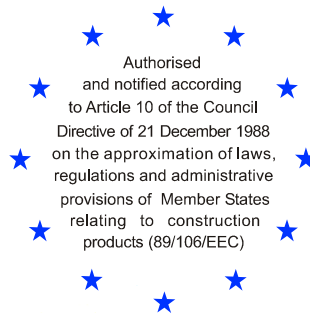 Authorised
and notified according
to Article 10 of the Council
Directive of 21 December 1988
on the approximation of laws,
regulations and administrative
provisions of Member States
relating to construction
products (89/106/EEC)